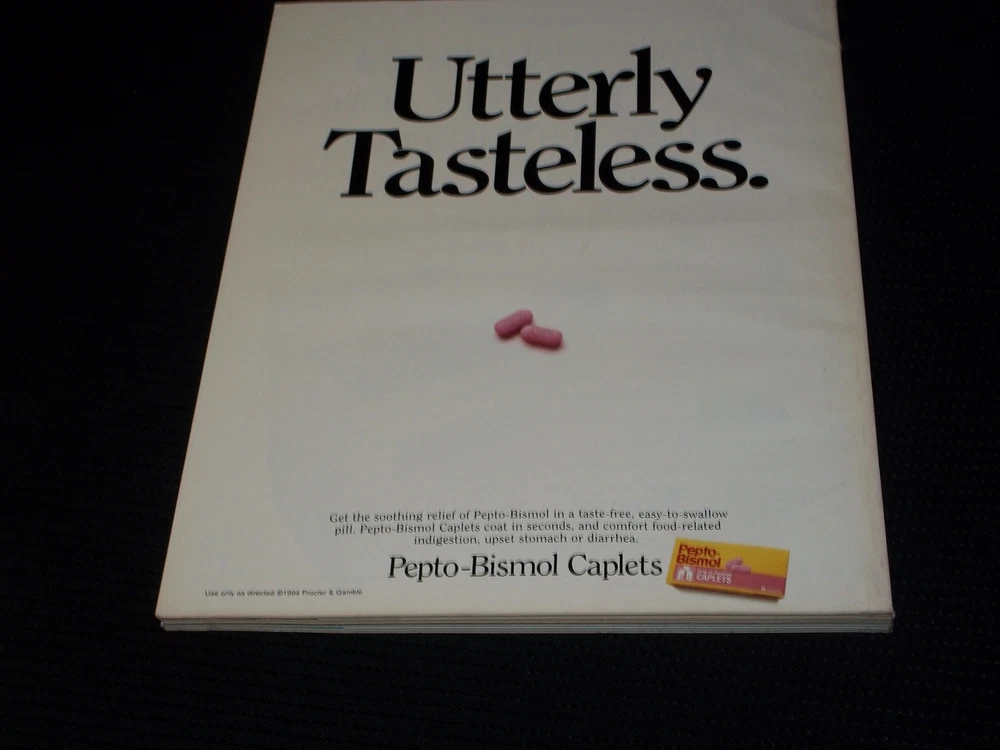 Utterly
Tasteless.
Get the soothing relief of Pepto-Bismol in a taste-free, easy-to-swallow
pill. Pepto-Bismol Caplets coat in seconds, and comfort food-related
indigestion, upset stomach or diarrhea.
Pepto-Bismol Caplets
Pepto-
Bismol
CAPLETS
Use only as directed ©1994 Procter & Gamble